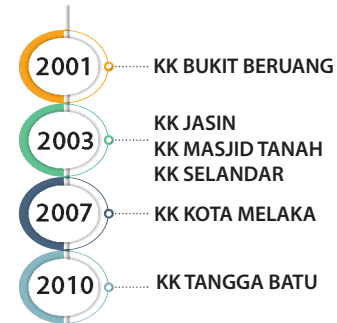 2001
KK BUKIT BERUANG
2003
KK JASIN
KK MASJID TANAH
KK SELANDAR
2007
KK KOTA MELAKA
2010
KK TANGGA BATU